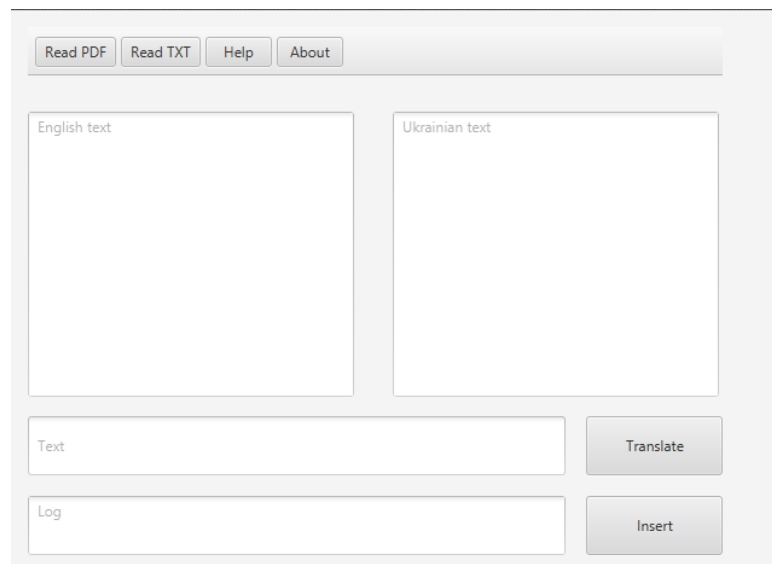 Read PDF Read TXT Help About
English text Ukrainian text
Text Translate
Log Insert